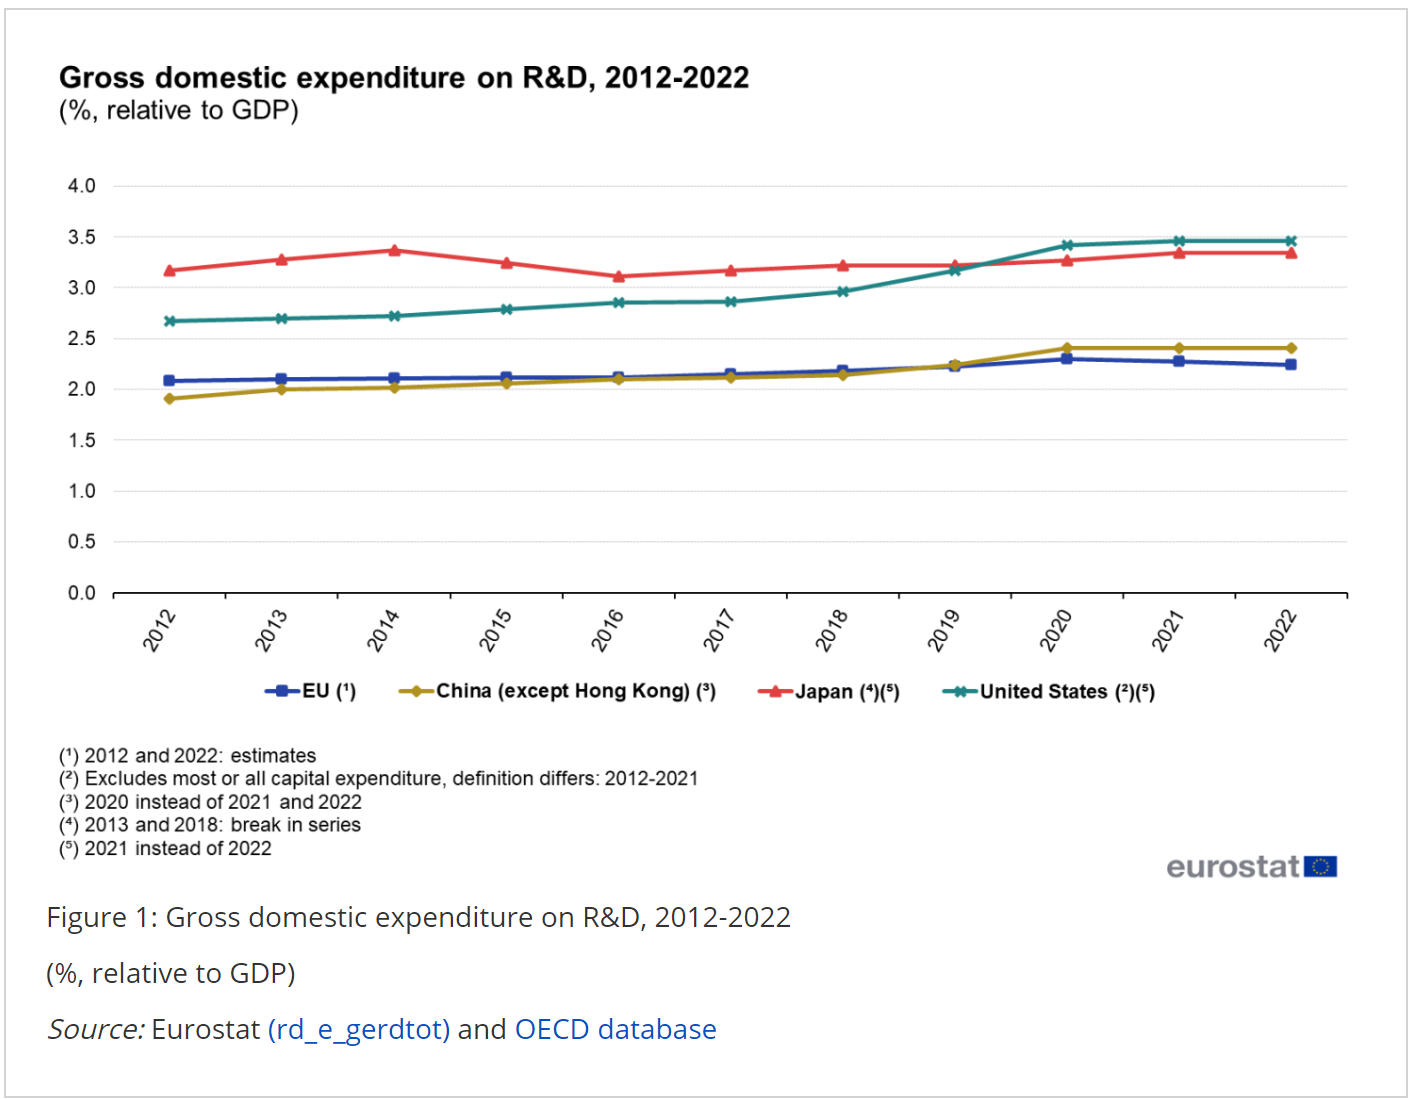 Gross domestic expenditure on R&D, 2012-2022
(%, relative to GDP)
4.0
3.5
3.0
2.5
2.0
1.5
1.0
0.5
0.0
2012 2013 2014 2015 2016 2017 2018 2019 2020 2021 2022
EU (¹) China (except Hong Kong) (³) Japan (⁴)(⁵) United States (²)(⁵)
(¹) 2012 and 2022: estimates
(²) Excludes most or all capital expenditure, definition differs: 2012-2021
(³) 2020 instead of 2021 and 2022
(⁴) 2013 and 2018: break in series
(⁵) 2021 instead of 2022
eurostat
Figure 1: Gross domestic expenditure on R&D, 2012-2022
(%, relative to GDP)
Source: Eurostat (rd_e_gerdtot) and OECD database